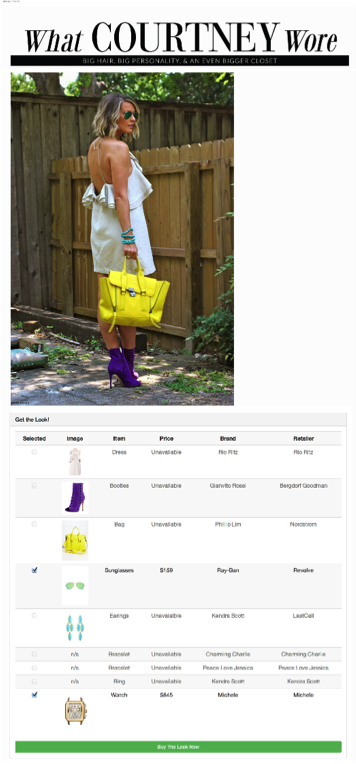 What COURTNEY Wore
BIG HAIR, BIG PERSONALITY, & AN EVEN BIGGER CLOSET
Get the Look!
Selected Image Item Price Brand Retailer
Dress Unavailable Rio Ritz Rio Ritz
Booties Unavailable Gianvito Rossi Bergdorf Goodman
Bag Unavailable Phillip Lim Nordstrom
Sunglasses $159 Ray-Ban Revolve
Earings Unavailable Kendra Scott LastCall
n/a Bracelet Unavailable Charming Charlie Charming Charlie
n/a Bracelet Unavailable Peace Love Jessica Peace Love Jessica
n/a Ring Unavailable Kendra Scott Kendra Scott
Watch $845 Michele Michele
Buy The Look Now